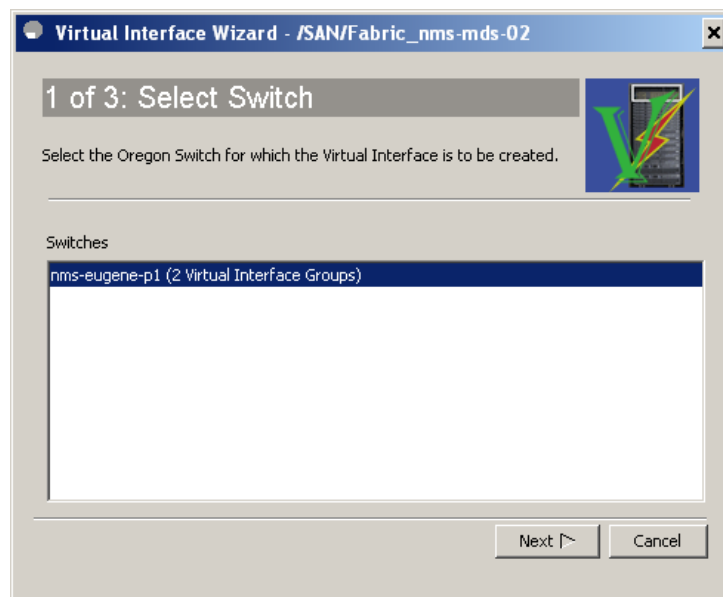 Virtual Interface Wizard - /SAN/Fabric_nms-mds-02
1 of 3: Select Switch
Select the Oregon Switch for which the Virtual Interface is to be created.
V
Switches
nms-eugene-p1 (2 Virtual Interface Groups)
Next
Cancel